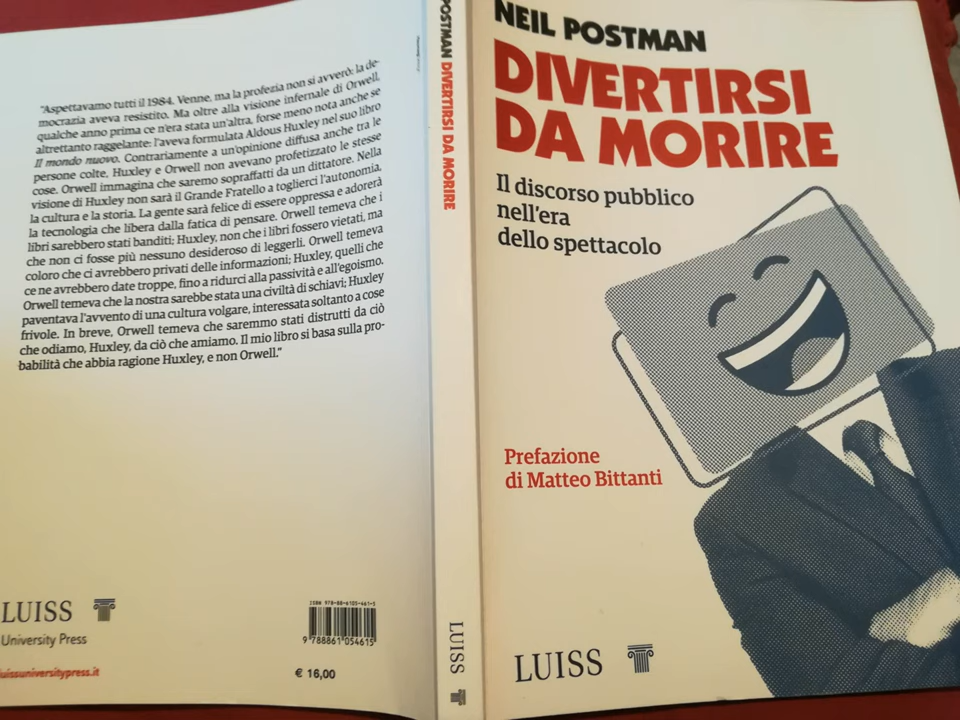 "Aspettavamo tutti il 1984. Venne, ma la profezia non si avverò: la de-
mocrazia aveva resistito. Ma oltre alla visione infernale di Orwell,
qualche anno prima ce n'era stata un'altra, forse meno nota anche se
altrettanto raggelante: l'aveva formulata Aldous Huxley nel suo libro
Il mondo nuovo. Contrariamente a un'opinione diffusa anche tra le
persone colte, Huxley e Orwell non avevano profetizzato le stesse
cose. Orwell immagina che saremo sopraffatti da un dittatore. Nella
visione di Huxley non sarà il Grande Fratello a toglierci l'autonomia,
la cultura e la storia. La gente sarà felice di essere oppressa e adorerà
la tecnologia che libera dalla fatica di pensare. Orwell temeva che i
libri sarebbero stati banditi; Huxley, non che i libri fossero vietati, ma
che non ci fosse più nessuno desideroso di leggerli. Orwell temeva
coloro che ci avrebbero privati delle informazioni; Huxley, quelli che
ce ne avrebbero date troppe, fino a ridurci alla passività e all'egoismo.
Orwell temeva che la nostra sarebbe stata una civiltà di schiavi; Huxley
paventava l'avvento di una cultura volgare, interessata soltanto a cose
frivole. In breve, Orwell temeva che saremmo stati distrutti da ciò
che odiamo, Huxley, da ciò che amiamo. Il mio libro si basa sulla pro-
babilità che abbia ragione Huxley, e non Orwell."
LUISS
University Press
luissuniversitypress.it
ISBN 978-88-6105-461-5
9 788861 054615
€ 16,00
POSTMAN DIVERTIRSI DA MORIRE
LUISS
NEIL POSTMAN
DIVERTIRSI
DA MORIRE
Il discorso pubblico
nell'era
dello spettacolo
Prefazione
di Matteo Bittanti
LUISS